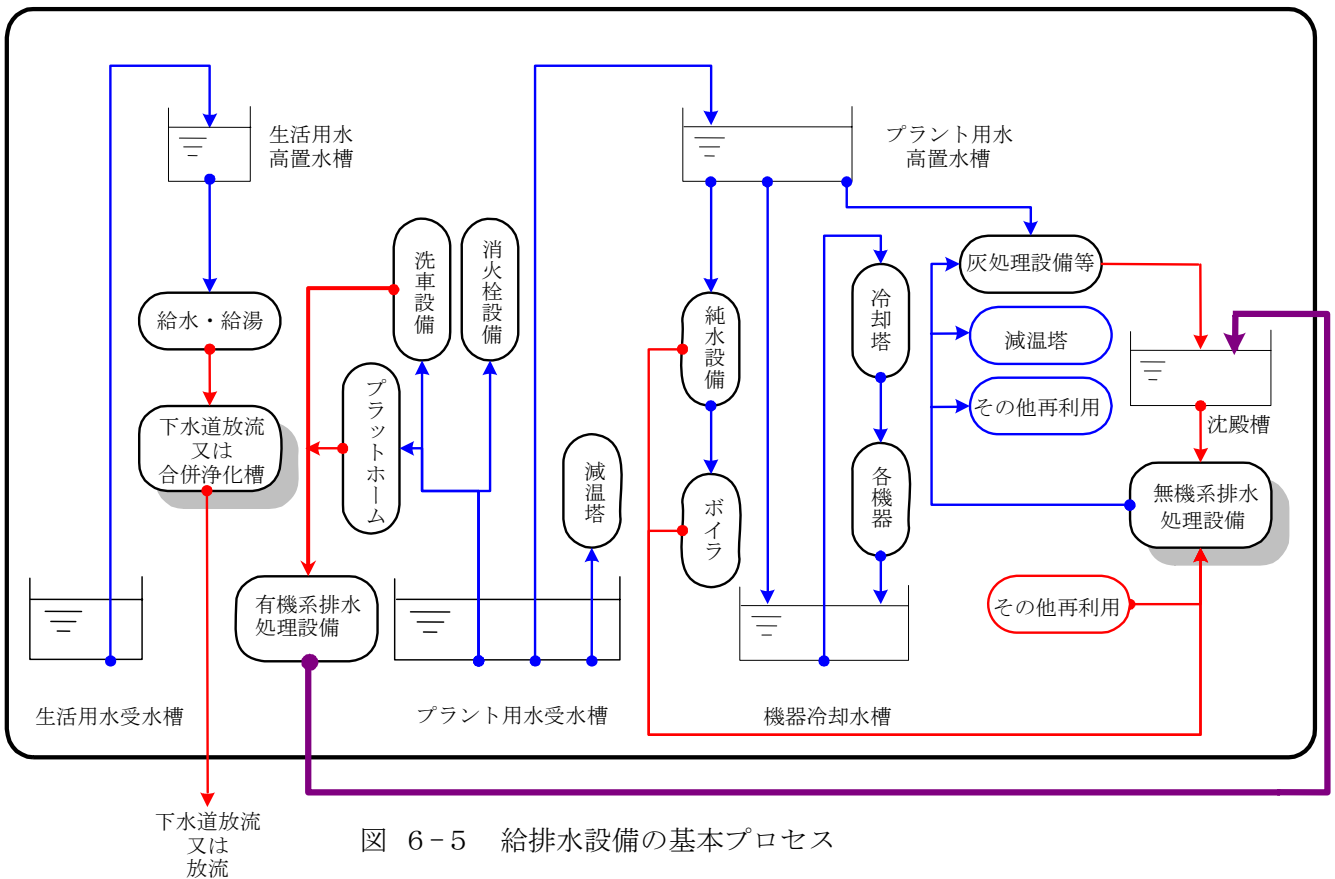 生活用水
高置水槽
プラント用水
高置水槽
給水・給湯
下水道放流
又は
合併浄化槽
洗車設備
消火栓設備
プラットホーム
減温塔
純水設備
ボイラ
冷却塔
各機器
灰処理設備等
減温塔
その他再利用
沈殿槽
無機系排水
処理設備
その他再利用
有機系排水
処理設備
生活用水受水槽
プラント用水受水槽
機器冷却水槽
下水道放流
又は
放流
図 6-5 給排水設備の基本プロセス